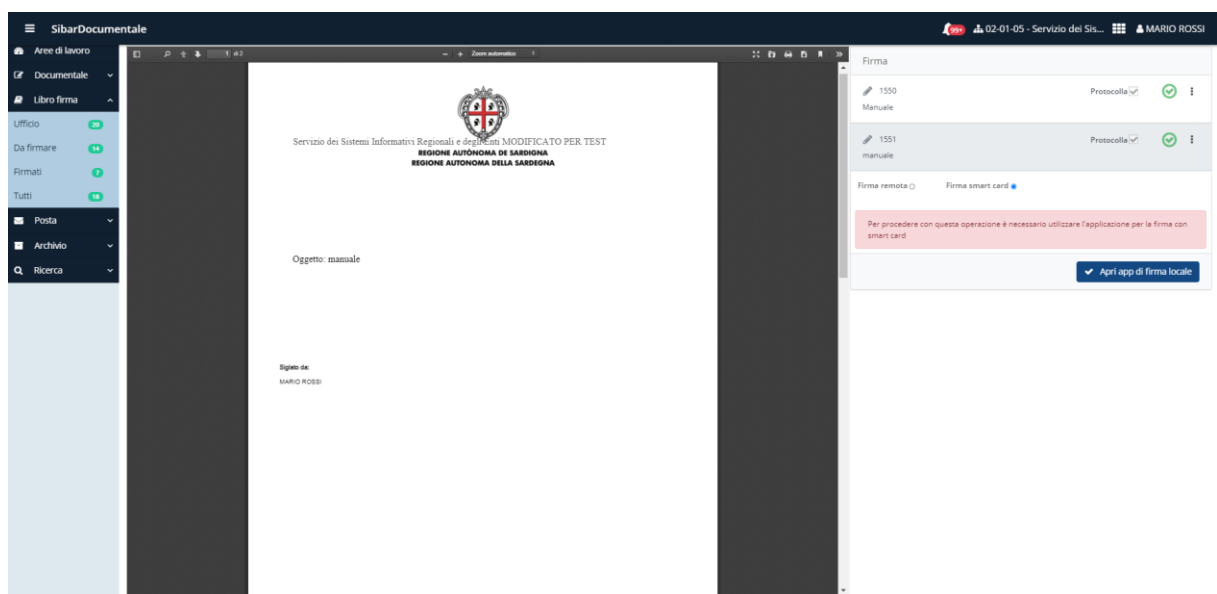 SibarDocumentale
99+
02-01-05 - Servizio dei Sis...
MARIO ROSSI
Aree di lavoro
Documentale
Libro firma
Ufficio 20
Da firmare 14
Firmati 7
Tutti 18
Posta
Archivio
Ricerca
1 di 2
Zoom automatico
Servizio dei Sistemi Informativi Regionali e degli Enti MODIFICATO PER TEST
REGIONE AUTÒNOMA DE SARDIGNA
REGIONE AUTONOMA DELLA SARDEGNA
Oggetto: manuale
Siglato da:
MARIO ROSSI
Firma
1550 Protocolla
Manuale
1551 Protocolla
manuale
Firma remota Firma smart card
Per procedere con questa operazione è necessario utilizzare l'applicazione per la firma con
smart card
Apri app di firma locale